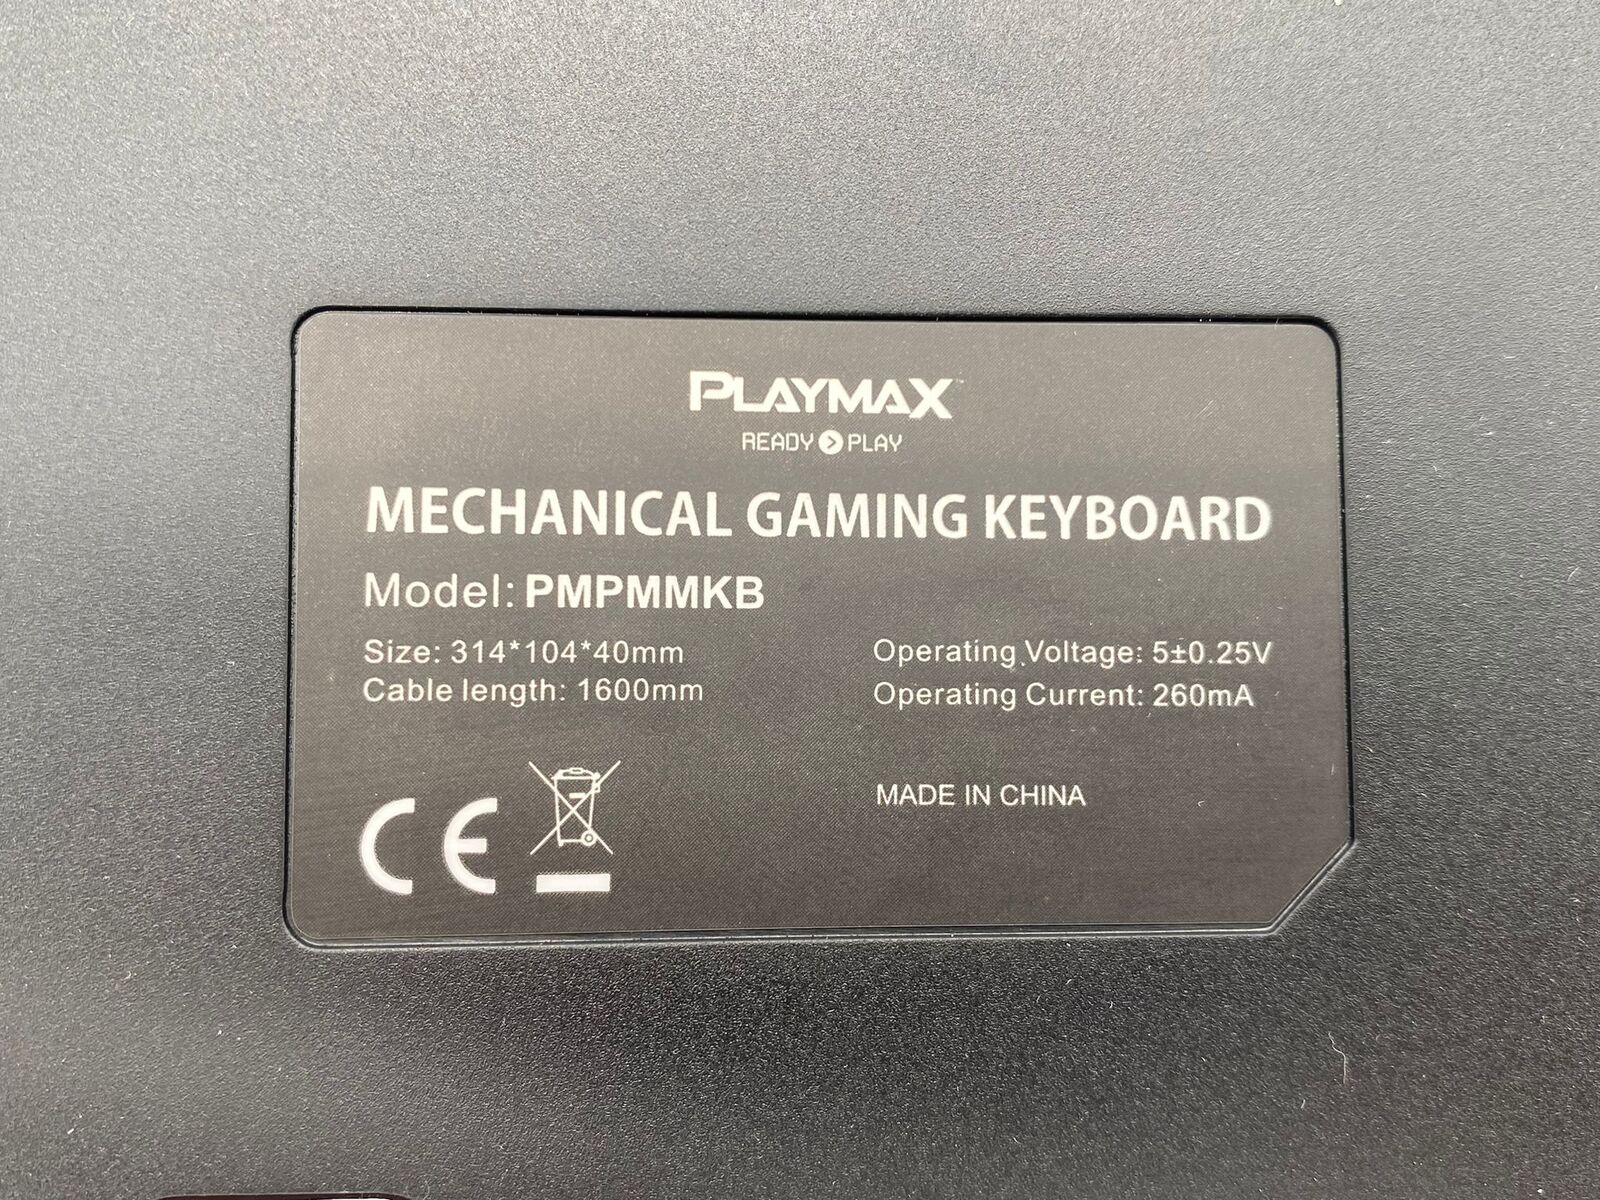 PLAYMAX™
READY > PLAY
MECHANICAL GAMING KEYBOARD
Model: PMPMMKB
Size: 314*104*40mm
Cable length: 1600mm
Operating Voltage: 5±0.25V
Operating Current: 260mA
MADE IN CHINA
CE